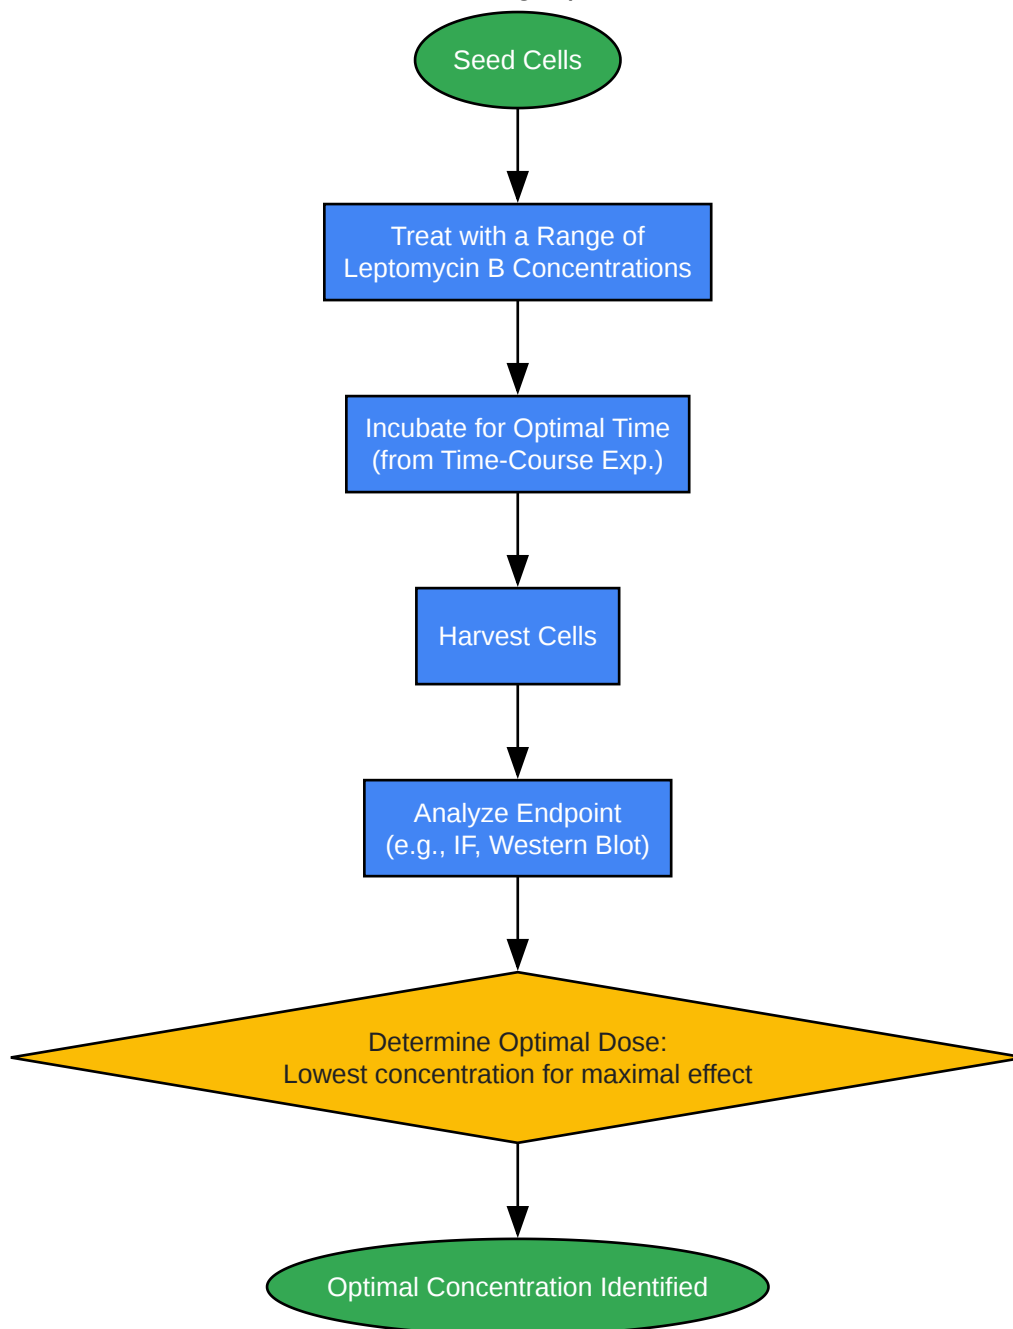 Seed Cells
Treat with a Range of
Leptomycin B Concentrations
Incubate for Optimal Time
(from Time-Course Exp.)
Harvest Cells
Analyze Endpoint
(e.g., IF, Western Blot)
Determine Optimal Dose:
Lowest concentration for maximal effect
Optimal Concentration Identified